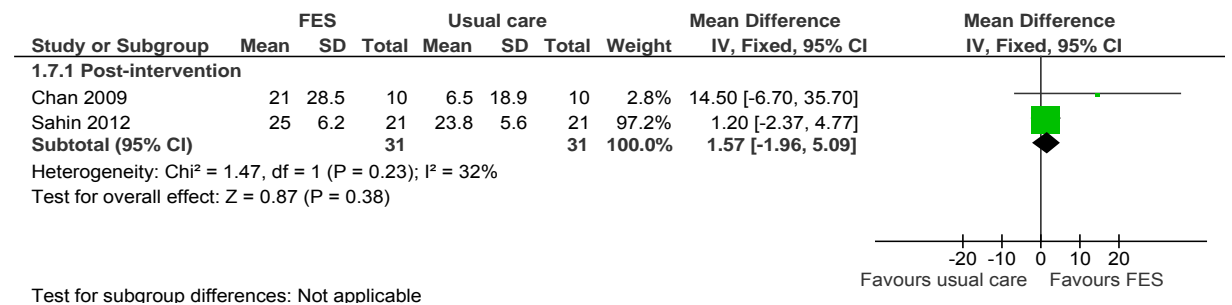 FES Usual care Mean Difference Mean Difference
Study or Subgroup Mean SD Total Mean SD Total Weight IV, Fixed, 95% CI IV, Fixed, 95% CI
1.7.1 Post-intervention
Chan 2009 21 28.5 10 6.5 18.9 10 2.8% 14.50 [-6.70, 35.70]
Sahin 2012 25 6.2 21 23.8 5.6 21 97.2% 1.20 [-2.37, 4.77]
Subtotal (95% CI) 31 31 100.0% 1.57 [-1.96, 5.09]
Heterogeneity: Chi² = 1.47, df = 1 (P = 0.23); I² = 32%
Test for overall effect: Z = 0.87 (P = 0.38)
-20 -10 0 10 20
Favours usual care Favours FES
Test for subgroup differences: Not applicable